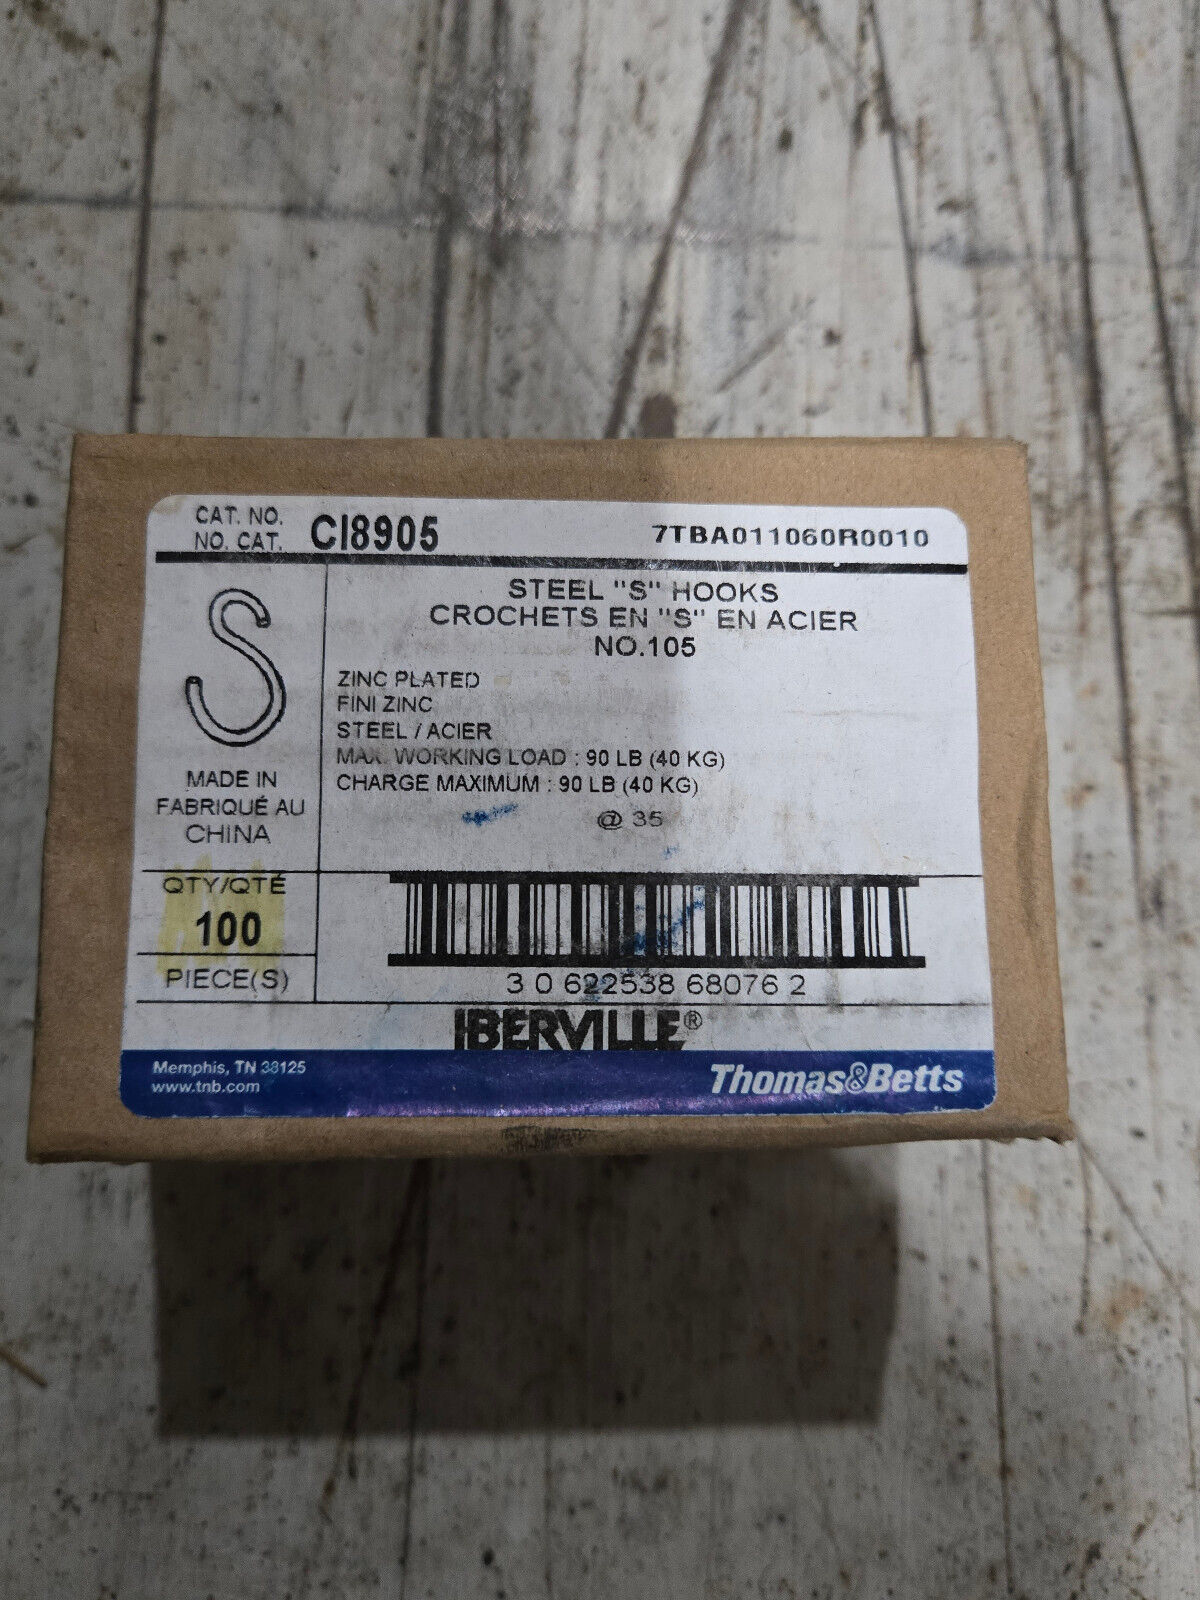 CAT. NO.
NO. CAT.
CI8905
7TBA011060R0010
STEEL "S" HOOKS
CROCHETS EN "S" EN ACIER
NO.105
ZINC PLATED
FINI ZINC
STEEL / ACIER
MAX. WORKING LOAD : 90 LB (40 KG)
CHARGE MAXIMUM : 90 LB (40 KG)
@ 35
MADE IN
FABRIQUÉ AU
CHINA
QTY/QTÉ
100
PIECE(S)
3 0 622538 68076 2
IBERVILLE®
Memphis, TN 38125
www.tnb.com
Thomas&Betts